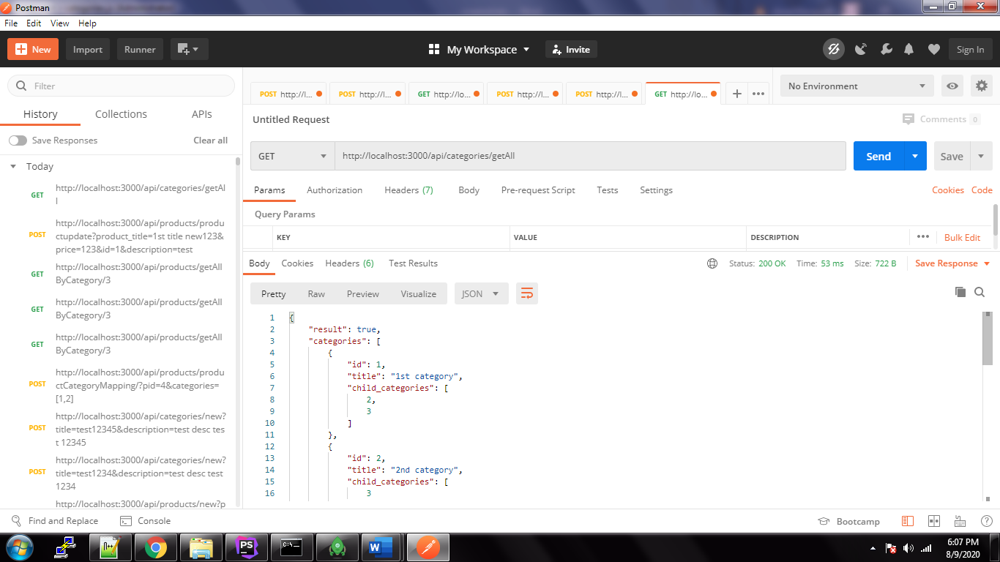 Postman
File Edit View Help
New Import Runner My Workspace Invite Sign In
Filter
History Collections APIs
Save Responses Clear all
Today
GET http://localhost:3000/api/categories/getAl
l
POST http://localhost:3000/api/products/produ
ctupdate?product_title=1st title new123&
price=123&id=1&description=test
GET http://localhost:3000/api/products/getAll
ByCategory/3
GET http://localhost:3000/api/products/getAll
ByCategory/3
GET http://localhost:3000/api/products/getAll
ByCategory/3
POST http://localhost:3000/api/products/produ
ctCategoryMapping/?pid=4&categories=
[1,2]
POST http://localhost:3000/api/categories/new?
title=test12345&description=test desc tes
t 12345
POST http://localhost:3000/api/categories/new?
title=test1234&description=test desc test
1234
http://localhost:3000/api/products/new?p
POST http://l... POST http://l... GET http://lo... POST http://l... POST http://l... GET http://lo...
No Environment
Untitled Request Comments 0
GET http://localhost:3000/api/categories/getAll Send Save
Params Authorization Headers (7) Body Pre-request Script Tests Settings Cookies Code
Query Params
KEY VALUE DESCRIPTION Bulk Edit
Body Cookies Headers (6) Test Results Status: 200 OK Time: 53 ms Size: 722 B Save Response
Pretty Raw Preview Visualize JSON
1 {
2 "result": true,
3 "categories": [
4 {
5 "id": 1,
6 "title": "1st category",
7 "child_categories": [
8 2,
9 3
10 ]
11 },
12 {
13 "id": 2,
14 "title": "2nd category",
15 "child_categories": [
16 3
Find and Replace Console Bootcamp
6:07 PM
8/9/2020